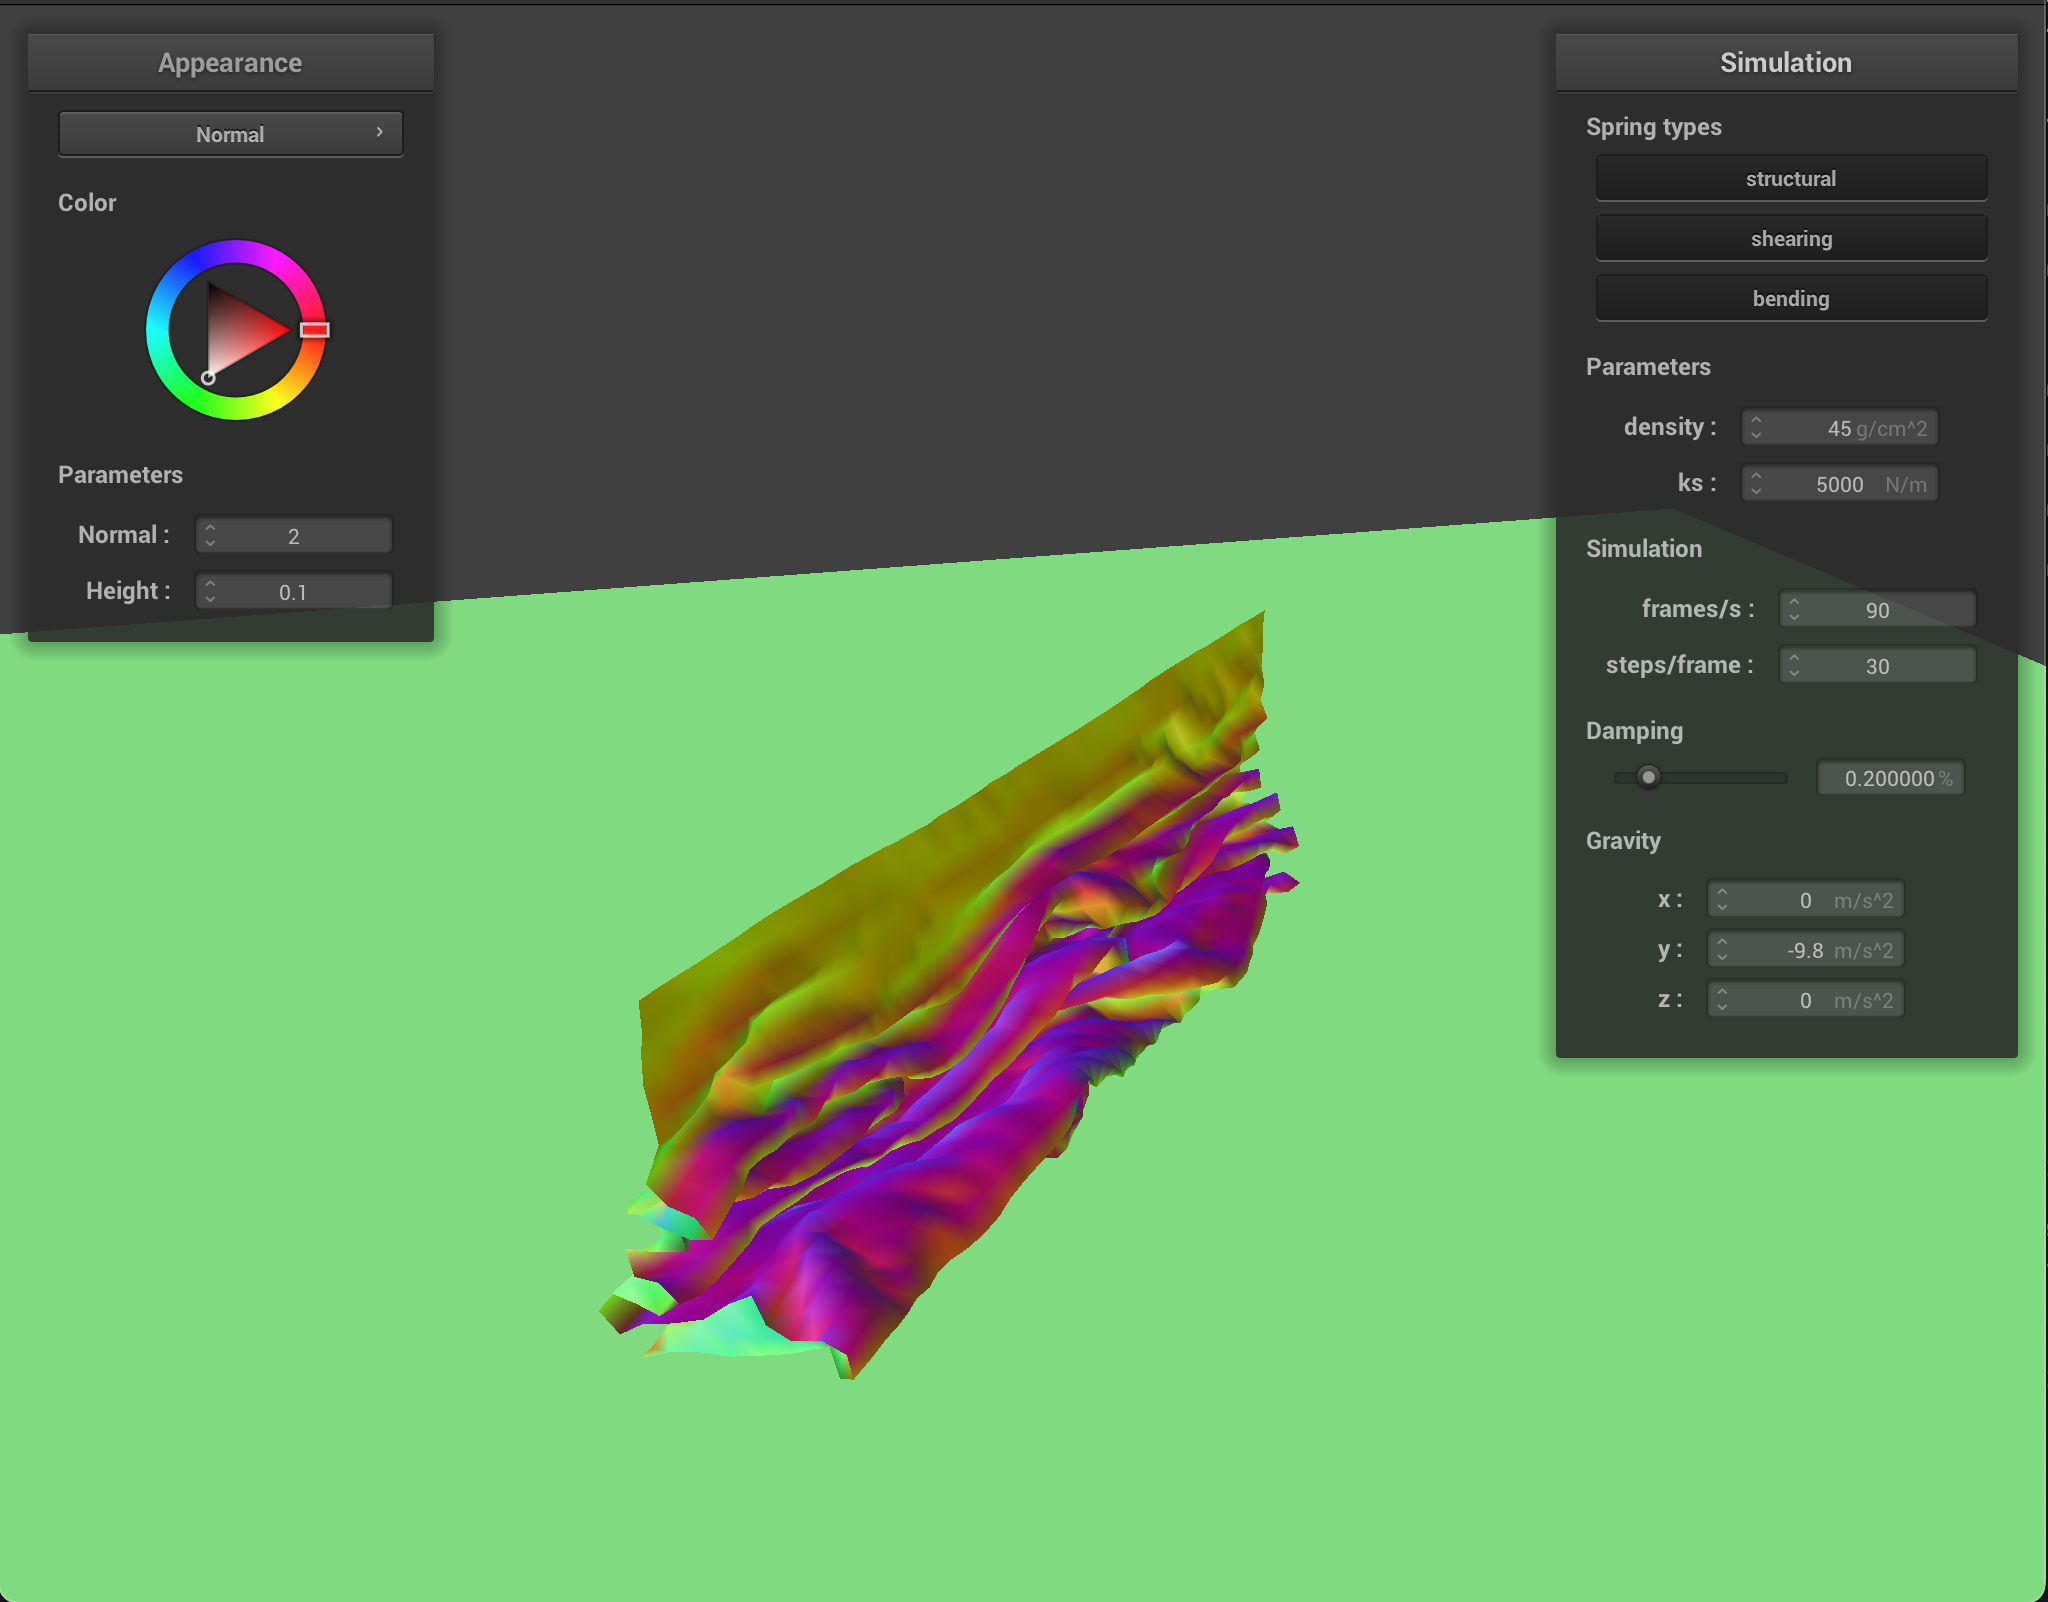 Appearance
Normal
Color
Parameters
Normal : 2
Height : 0.1
Simulation
Spring types
structural
shearing
bending
Parameters
density : 45 g/cm^2
ks : 5000 N/m
Simulation
frames/s : 90
steps/frame : 30
Damping
0.200000 %
Gravity
x : 0 m/s^2
y : -9.8 m/s^2
z : 0 m/s^2